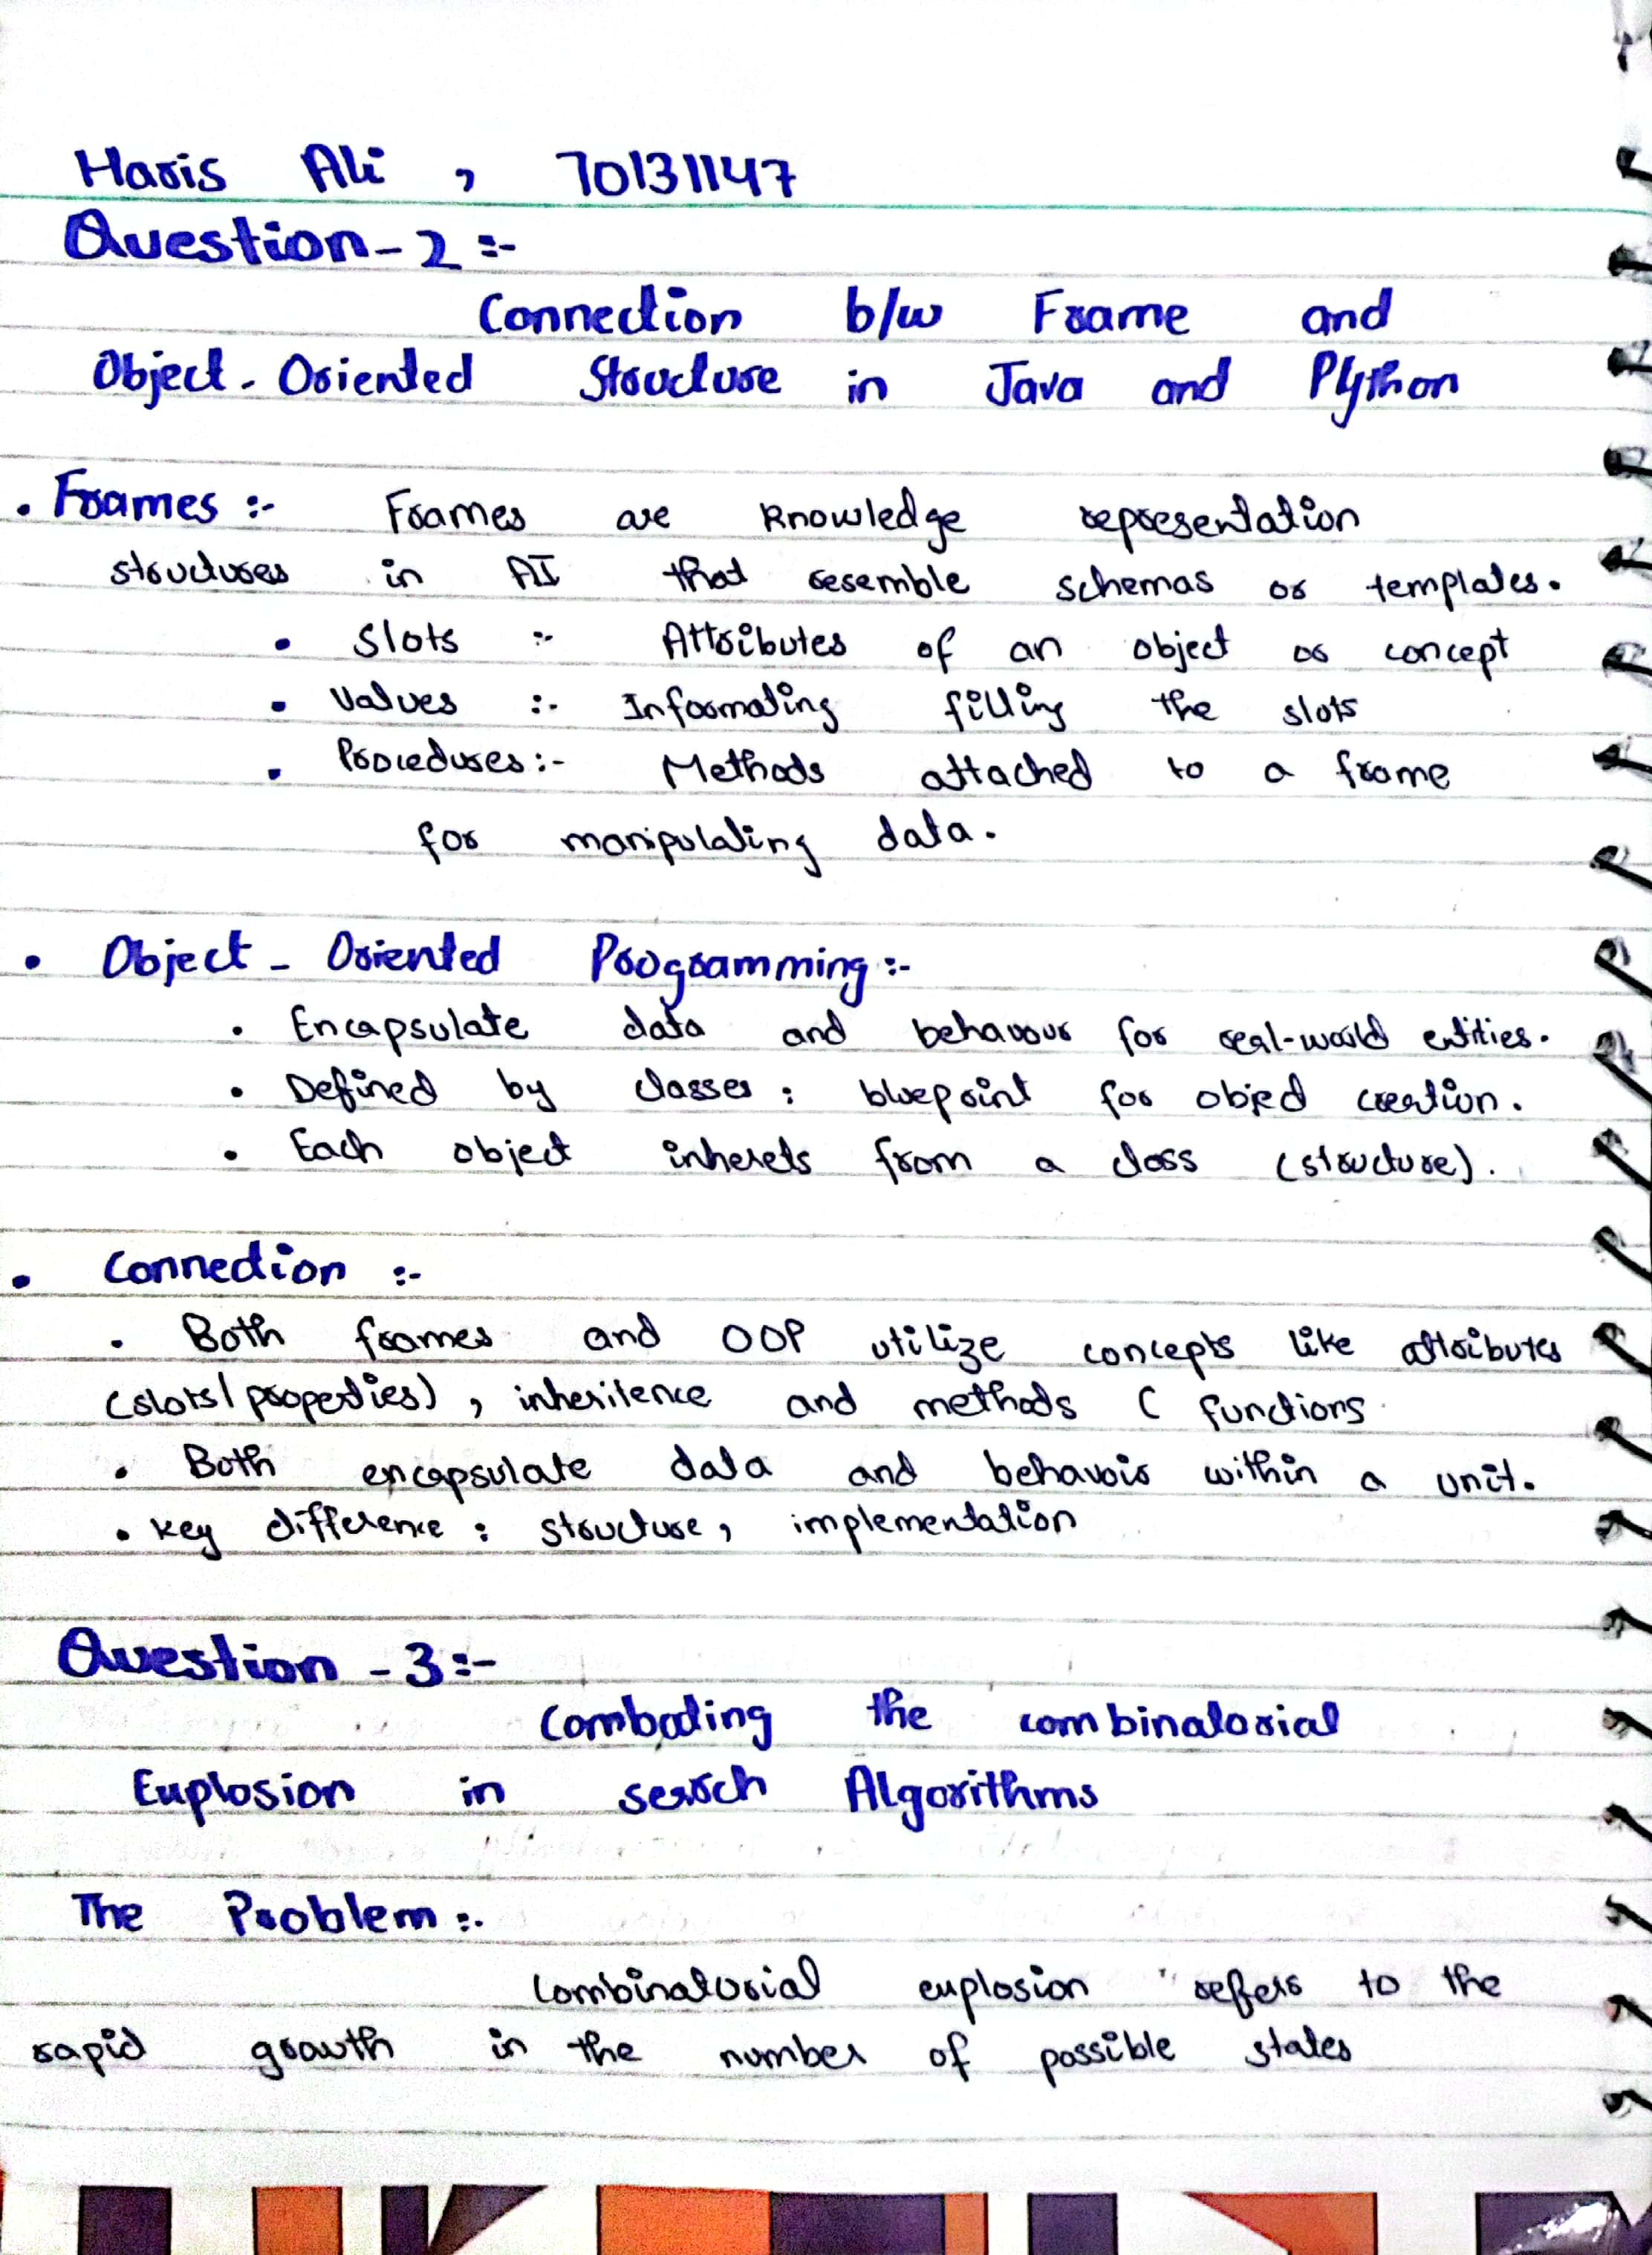 Haris Ali , 70131147
Question-2 :-
Connection b/w Frame and
Object-Oriented Structure in Java and Python
• Frames :- Frames are knowledge representation
structures in AI that resemble schemas or templates.
• Slots :- Attributes of an object or concept
• Values :- Informating filling the slots
• Procedures:- Methods attached to a frame
for manipulating data.
• Object-Oriented Programming :-
• Encapsulate data and behavour for real-world entities.
• Defined by classes : blueprint for object creation.
• Each object inherets from a class (structure).
• Connection :-
• Both frames and OOP utilize concepts like attributes
(slots/properties) , inheritence and methods ( functions
• Both encapsulate data and behavoir within a unit.
• key difference : structure, implementation
Question -3:-
Combating the combinatorial
Explosion in search Algorithms
The Problem :-
Combinatorial explosion refers to the
rapid growth in the number of possible states